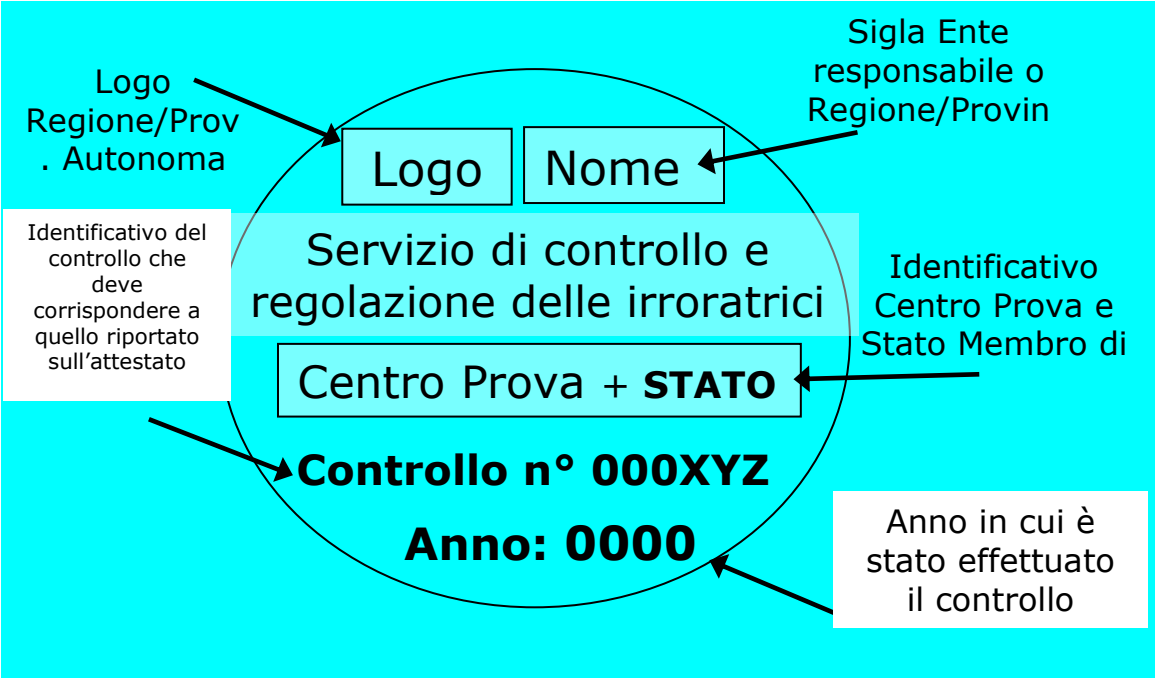 Logo
Regione/Prov
. Autonoma
Sigla Ente
responsabile o
Regione/Provin
Logo
Nome
Identificativo del
controllo che
deve
corrispondere a
quello riportato
sull’attestato
Servizio di controllo e
regolazione delle irroratrici
Identificativo
Centro Prova e
Stato Membro di
Centro Prova + STATO
Controllo n° 000XYZ
Anno: 0000
Anno in cui è
stato effettuato
il controllo